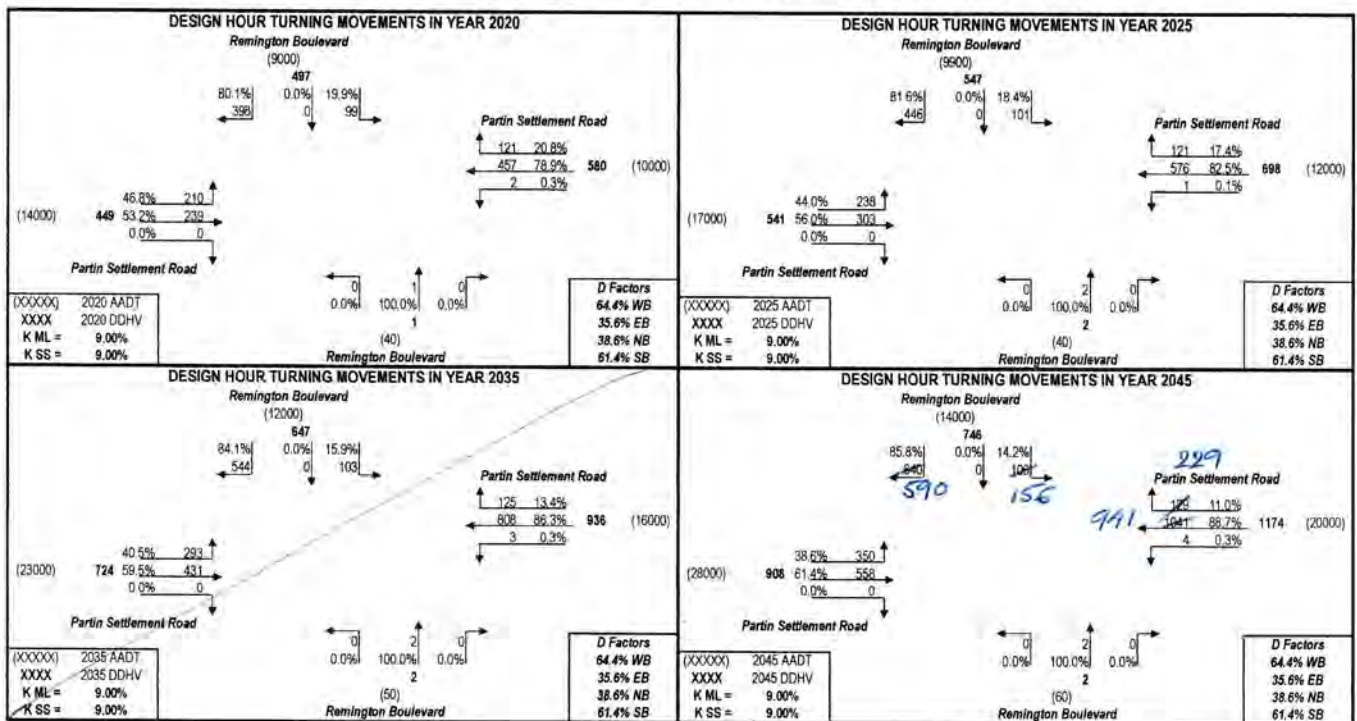 DESIGN HOUR TURNING MOVEMENTS IN YEAR 2020
Remington Boulevard
(9000)
497
80.1% 0.0% 19.9%
398 0 99
Partin Settlement Road
121 20.8%
457 78.9% 580 (10000)
2 0.3%
46.8% 210
(14000) 449 53.2% 239
0.0% 0
Partin Settlement Road
0 1 0
0.0% 100.0% 0.0%
1
(40)
Remington Boulevard
(XXXXX) 2020 AADT
XXXX 2020 DDHV
K ML = 9.00%
K SS = 9.00%
D Factors
64.4% WB
35.6% EB
38.6% NB
61.4% SB
DESIGN HOUR TURNING MOVEMENTS IN YEAR 2025
Remington Boulevard
(9900)
547
81.6% 0.0% 18.4%
446 0 101
Partin Settlement Road
121 17.4%
576 82.5% 698 (12000)
1 0.1%
44.0% 238
(17000) 541 56.0% 303
0.0% 0
Partin Settlement Road
0 2 0
0.0% 100.0% 0.0%
2
(40)
Remington Boulevard
(XXXXX) 2025 AADT
XXXX 2025 DDHV
K ML = 9.00%
K SS = 9.00%
D Factors
64.4% WB
35.6% EB
38.6% NB
61.4% SB
DESIGN HOUR TURNING MOVEMENTS IN YEAR 2035
Remington Boulevard
(12000)
647
84.1% 0.0% 15.9%
544 0 103
Partin Settlement Road
125 13.4%
808 86.3% 936 (16000)
3 0.3%
40.5% 293
(23000) 724 59.5% 431
0.0% 0
Partin Settlement Road
0 2 0
0.0% 100.0% 0.0%
2
(50)
Remington Boulevard
(XXXXX) 2035 AADT
XXXX 2035 DDHV
K ML = 9.00%
K SS = 9.00%
D Factors
64.4% WB
35.6% EB
38.6% NB
61.4% SB
DESIGN HOUR TURNING MOVEMENTS IN YEAR 2045
Remington Boulevard
(14000)
746
85.8% 0.0% 14.2%
640 0 106
590 156
229
Partin Settlement Road
129 11.0%
941 1041 88.7% 1174 (20000)
4 0.3%
38.6% 350
(28000) 908 61.4% 558
0.0% 0
Partin Settlement Road
0 2 0
0.0% 100.0% 0.0%
2
(60)
Remington Boulevard
(XXXXX) 2045 AADT
XXXX 2045 DDHV
K ML = 9.00%
K SS = 9.00%
D Factors
64.4% WB
35.6% EB
38.6% NB
61.4% SB